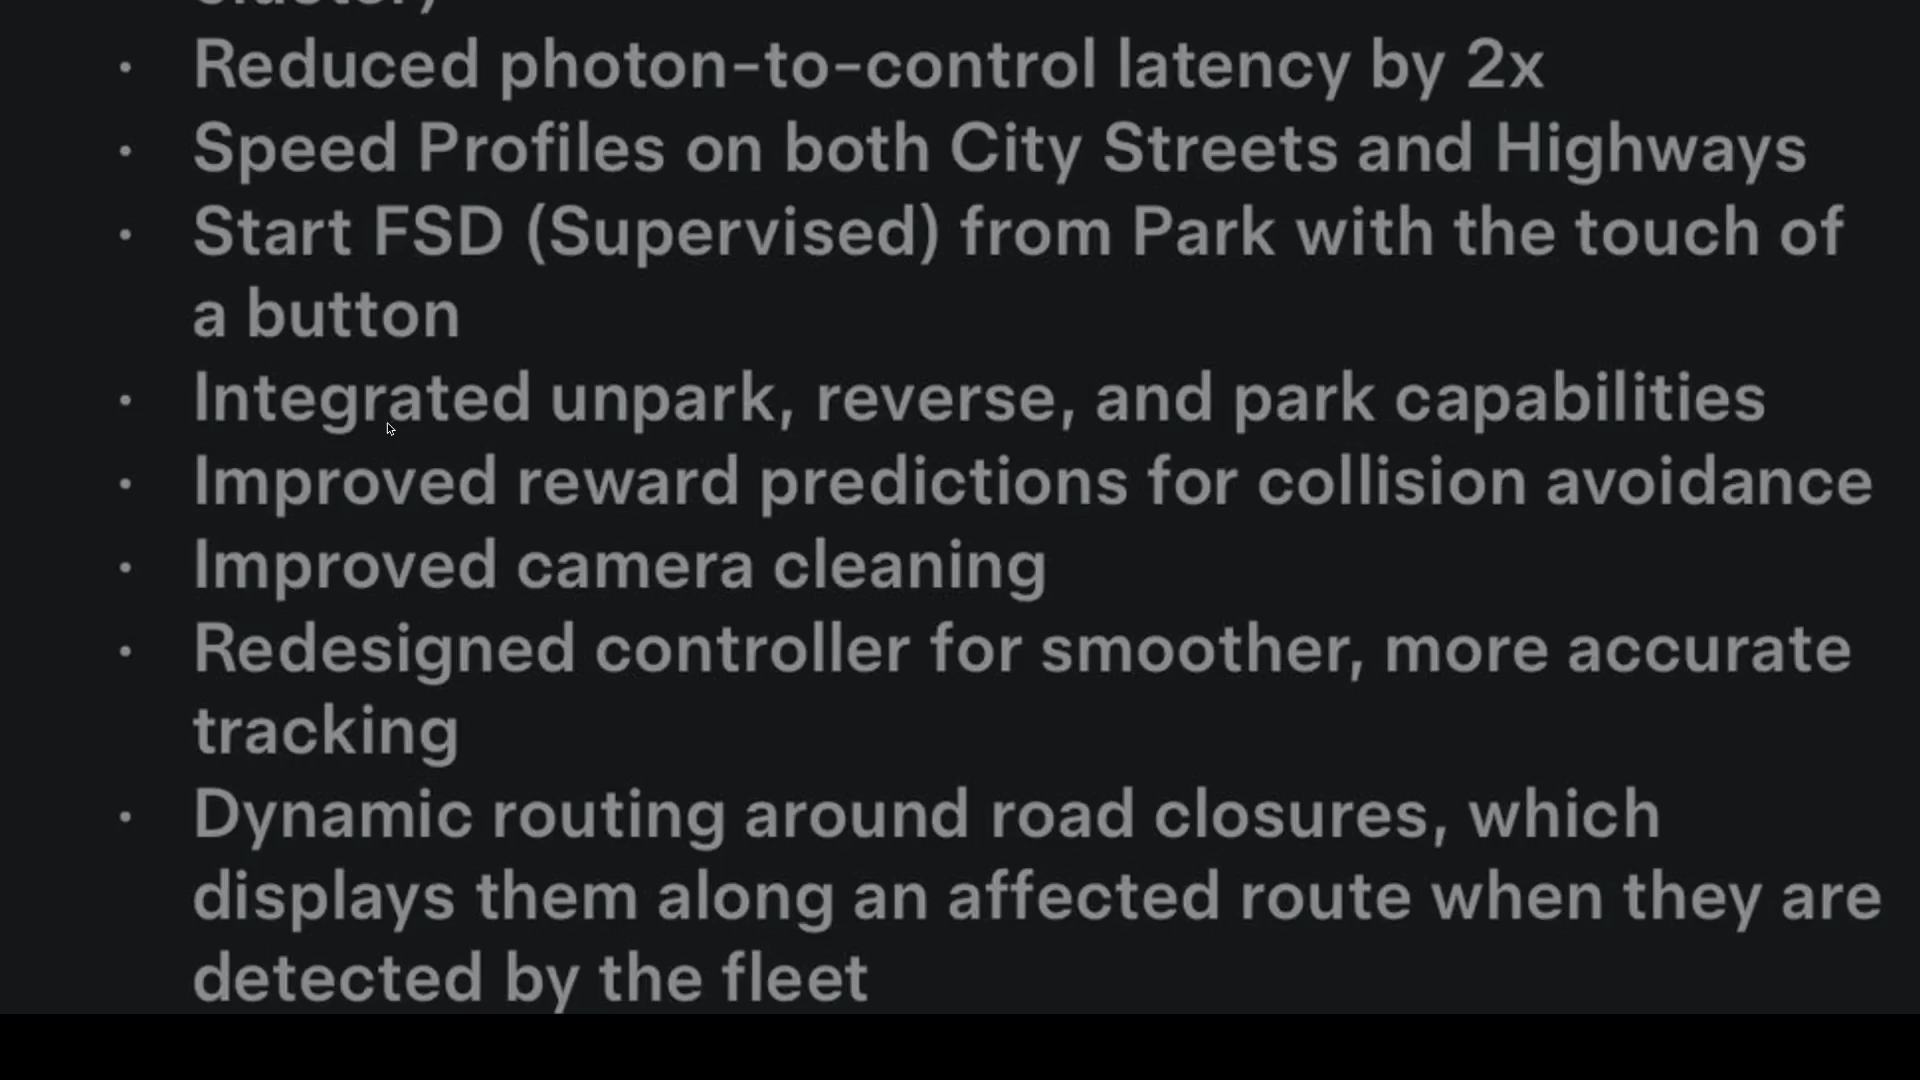 • Reduced photon-to-control latency by 2x
• Speed Profiles on both City Streets and Highways
• Start FSD (Supervised) from Park with the touch of
a button
• Integrated unpark, reverse, and park capabilities
• Improved reward predictions for collision avoidance
• Improved camera cleaning
• Redesigned controller for smoother, more accurate
tracking
• Dynamic routing around road closures, which
displays them along an affected route when they are
detected by the fleet